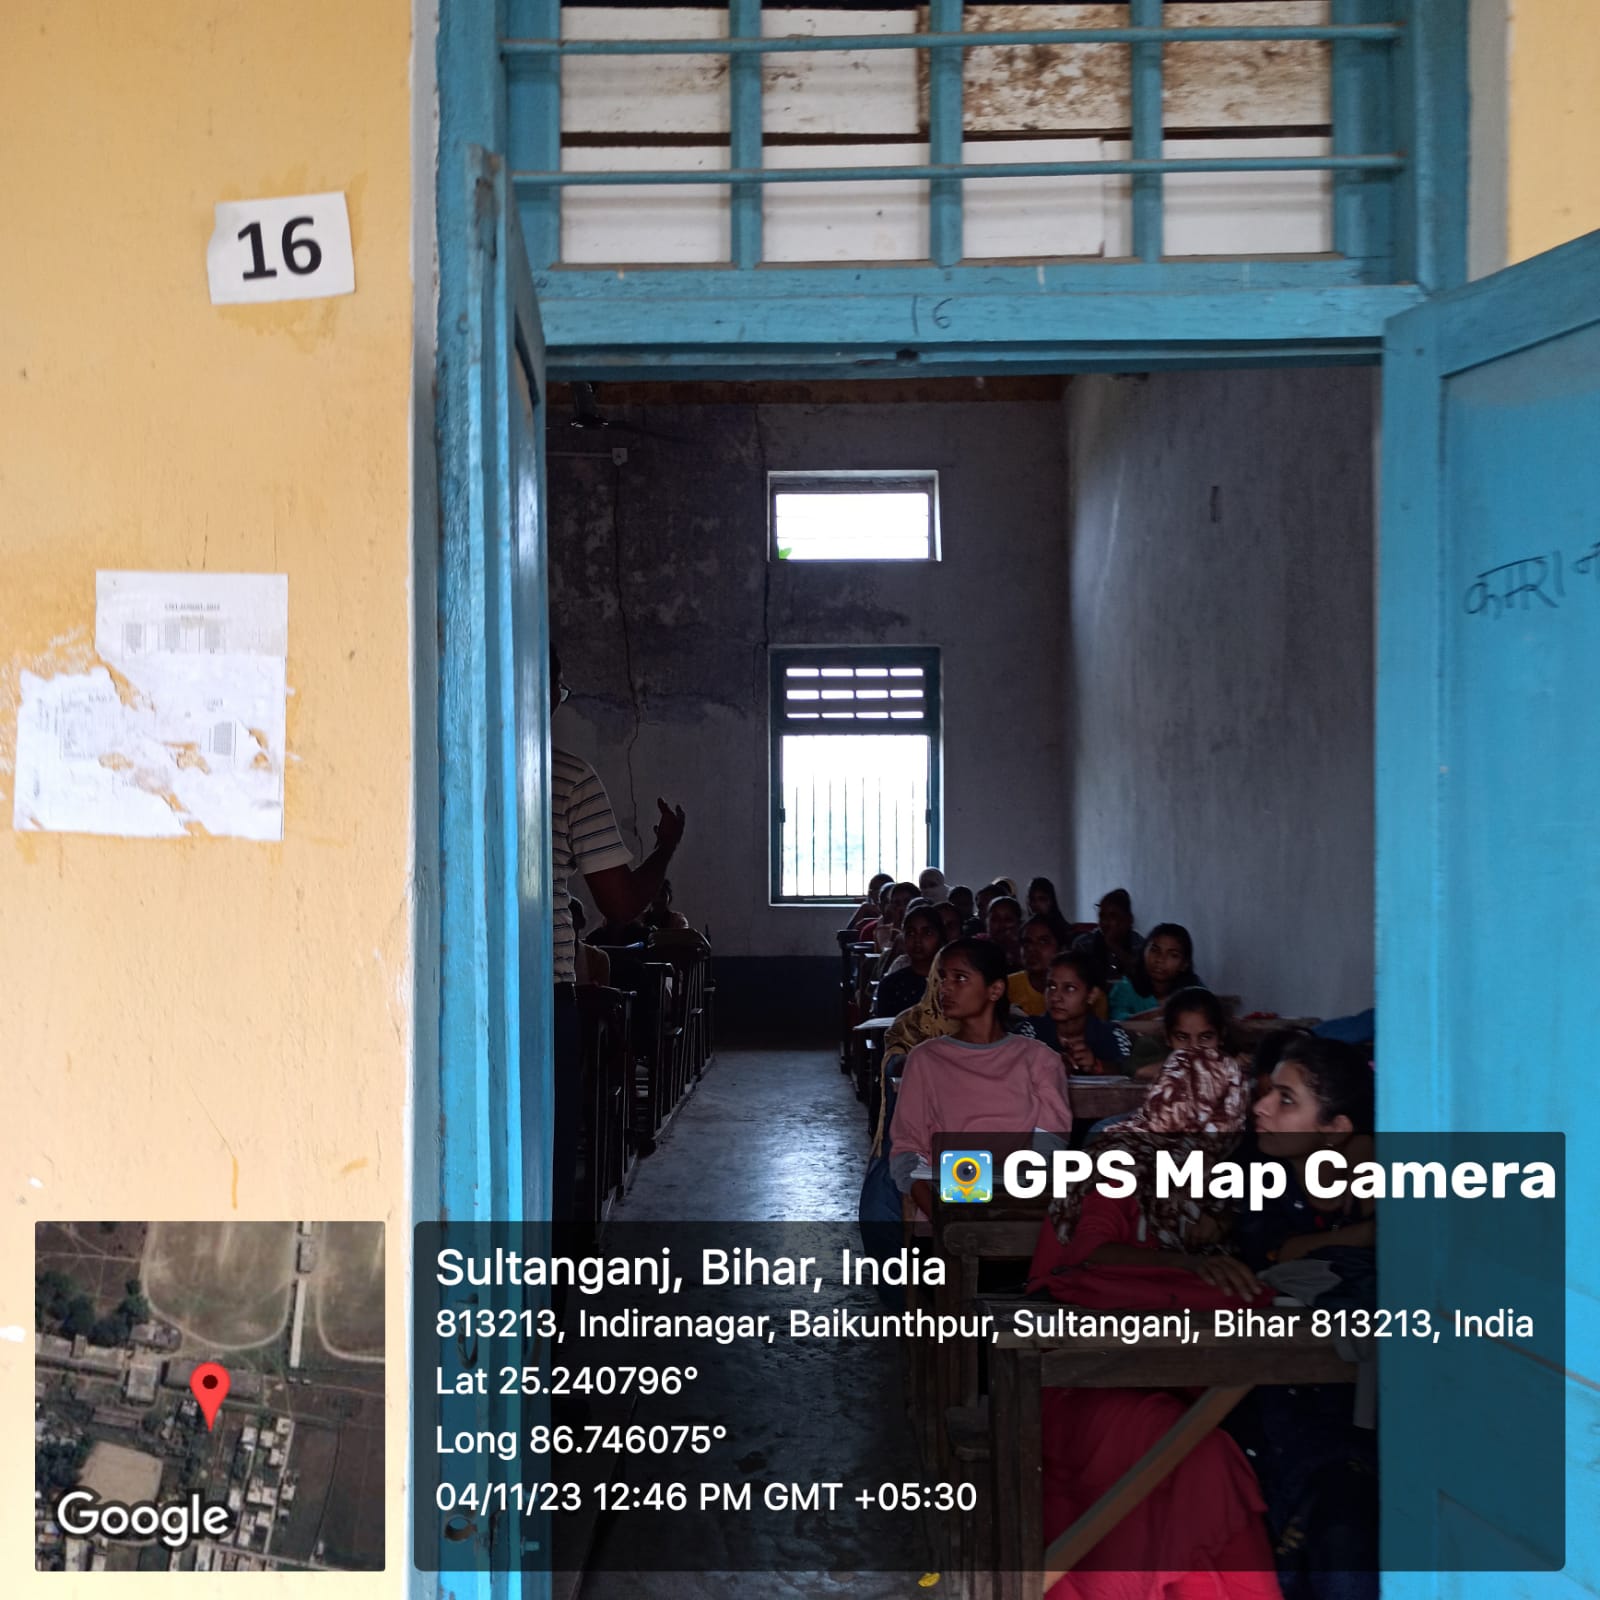 16
16
GPS Map Camera
Sultanganj, Bihar, India
813213, Indiranagar, Baikunthpur, Sultanganj, Bihar 813213, India
Lat 25.240796°
Long 86.746075°
04/11/23 12:46 PM GMT +05:30
Google